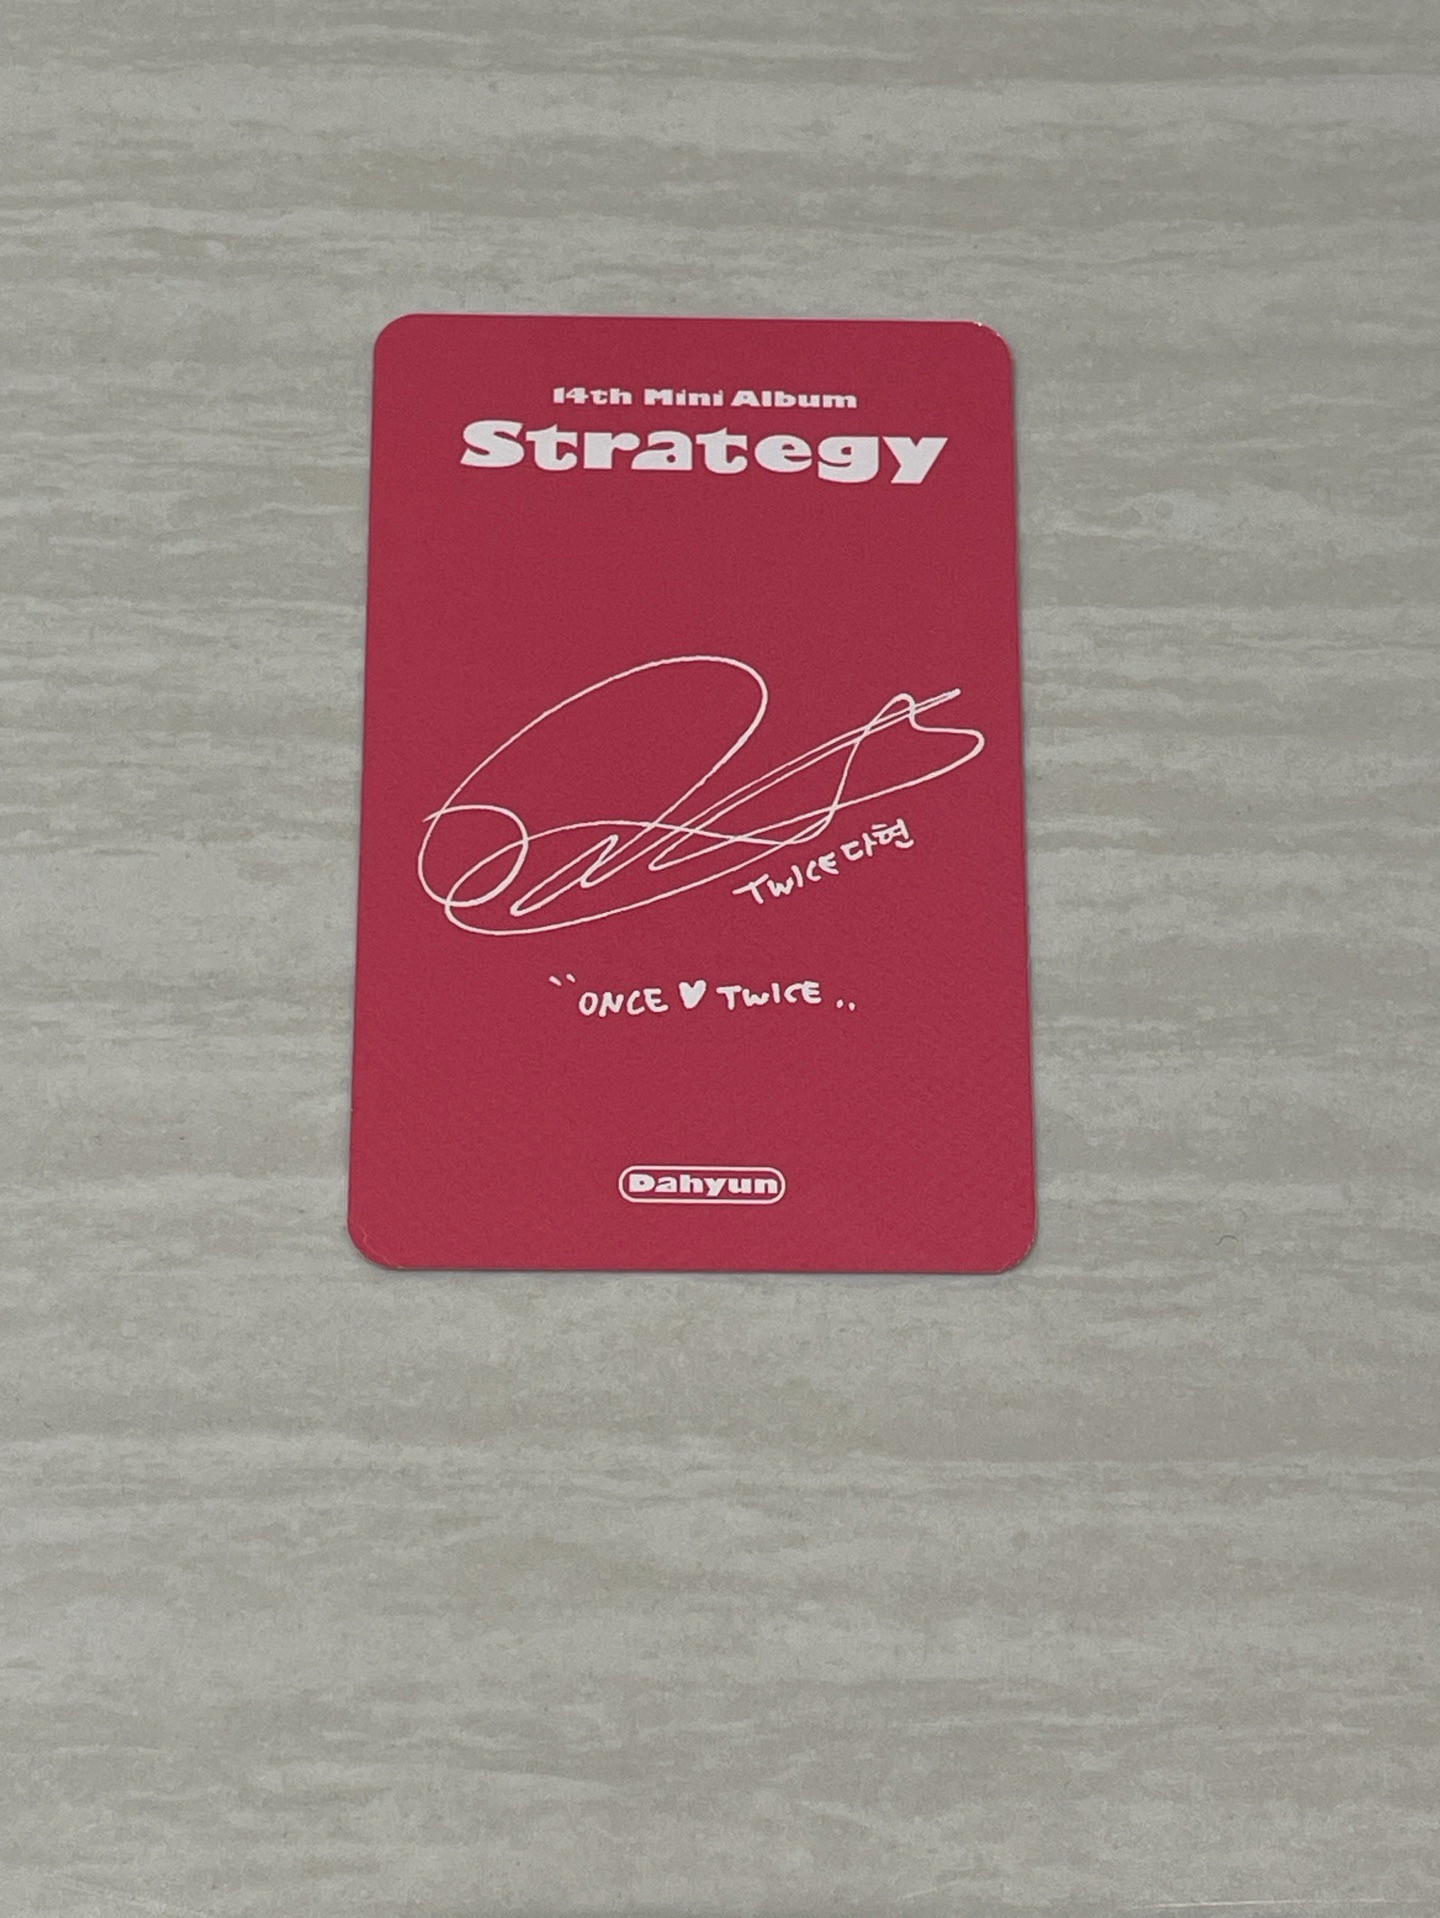 14th Mini Album
Strategy
TWICE 다현
``ONCE ♥ TWICE ..
Dahyun